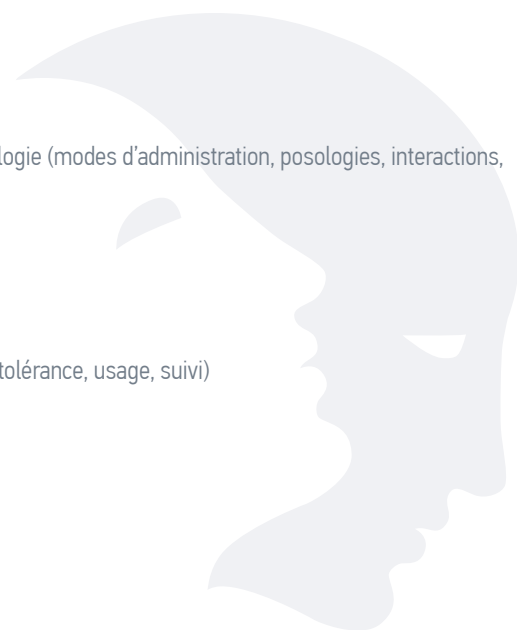 logie (modes d’administration, posologies, interactions,
tolérance, usage, suivi)